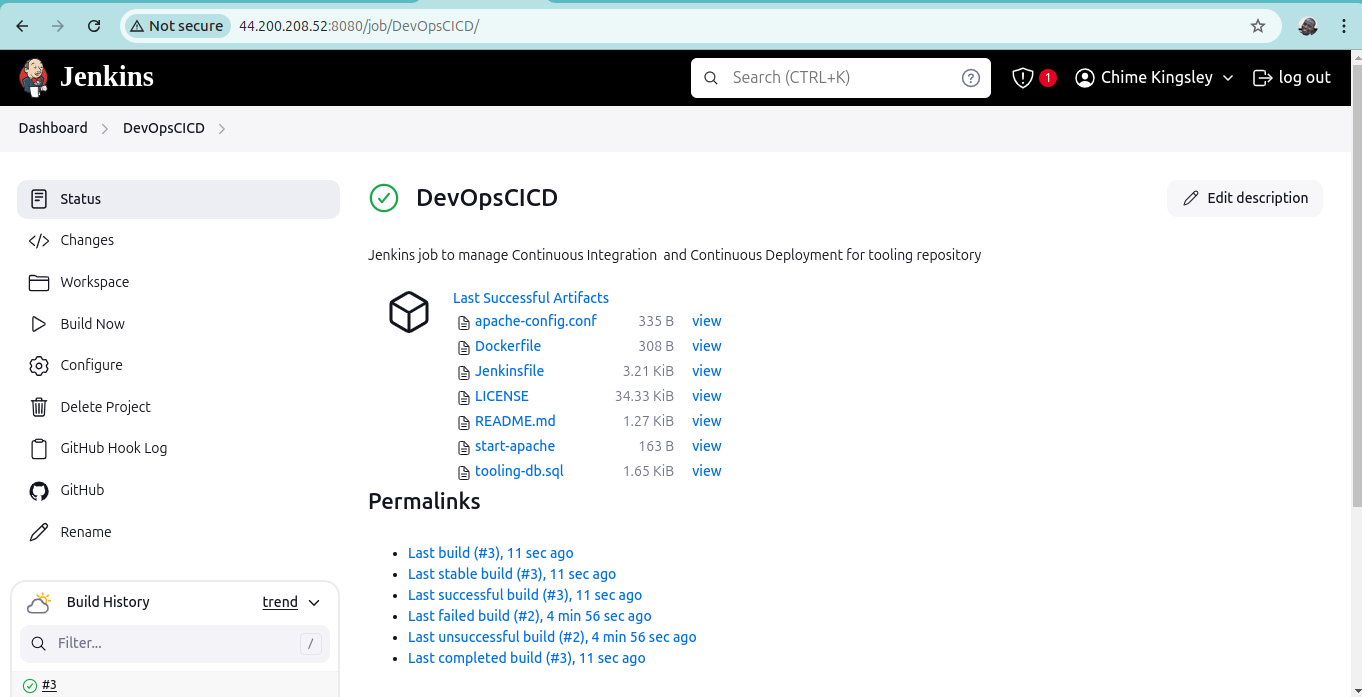 Not secure 44.200.208.52:8080/job/DevOpsCICD/
Jenkins Search (CTRL+K) ? 1 Chime Kingsley log out
Dashboard DevOpsCICD
Status
Changes
Workspace
Build Now
Configure
Delete Project
GitHub Hook Log
GitHub
Rename
Build History trend
Filter... /
#3
DevOpsCICD Edit description
Jenkins job to manage Continuous Integration  and Continuous Deployment for tooling repository
Last Successful Artifacts
apache-config.conf 335 B view
Dockerfile 308 B view
Jenkinsfile 3.21 KiB view
LICENSE 34.33 KiB view
README.md 1.27 KiB view
start-apache 163 B view
tooling-db.sql 1.65 KiB view
Permalinks
• Last build (#3), 11 sec ago
• Last stable build (#3), 11 sec ago
• Last successful build (#3), 11 sec ago
• Last failed build (#2), 4 min 56 sec ago
• Last unsuccessful build (#2), 4 min 56 sec ago
• Last completed build (#3), 11 sec ago